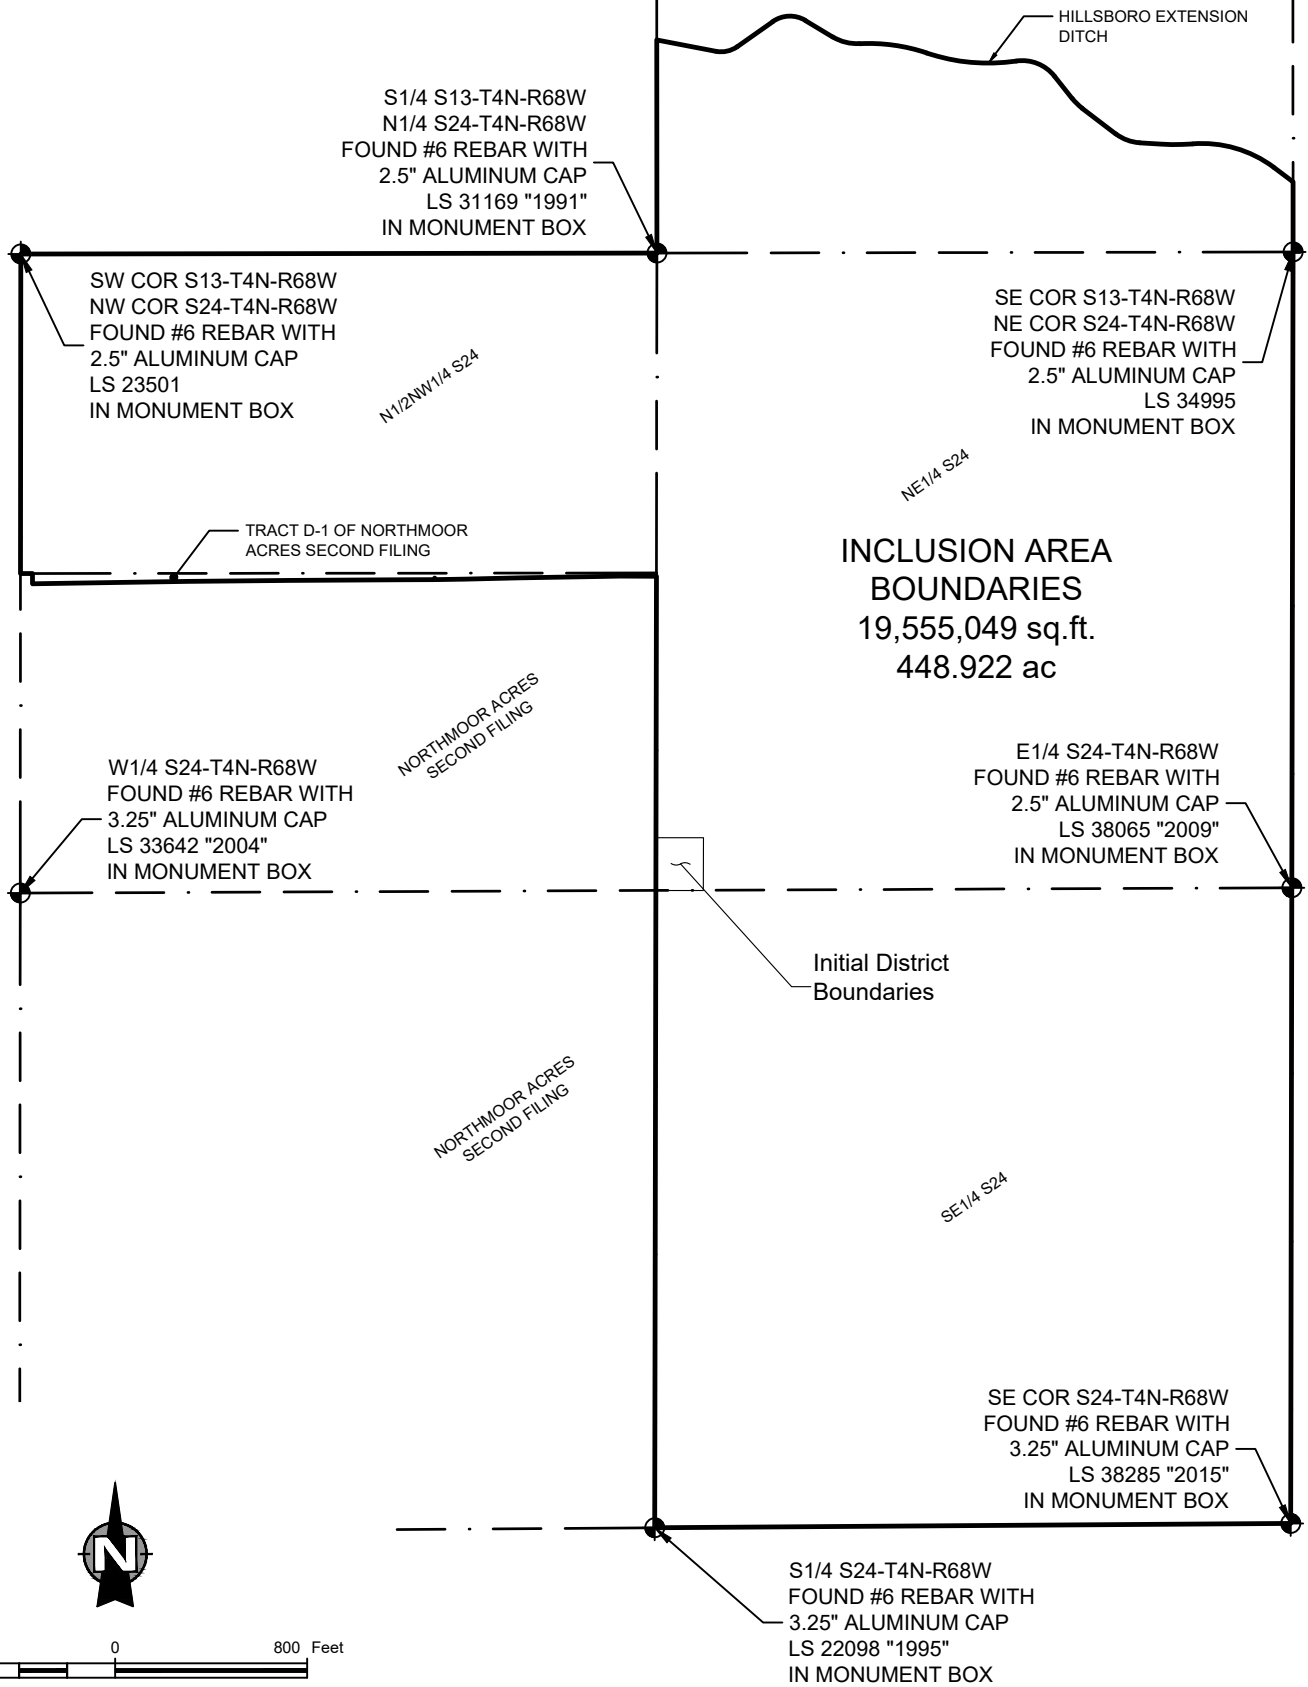 HILLSBORO EXTENSION
DITCH
S1/4 S13-T4N-R68W
N1/4 S24-T4N-R68W
FOUND #6 REBAR WITH
2.5" ALUMINUM CAP
LS 31169 "1991"
IN MONUMENT BOX
SW COR S13-T4N-R68W
NW COR S24-T4N-R68W
FOUND #6 REBAR WITH
2.5" ALUMINUM CAP
LS 23501
IN MONUMENT BOX
SE COR S13-T4N-R68W
NE COR S24-T4N-R68W
FOUND #6 REBAR WITH
2.5" ALUMINUM CAP
LS 34995
IN MONUMENT BOX
N1/2NW1/4 S24
NE1/4 S24
TRACT D-1 OF NORTHMOOR
ACRES SECOND FILING
INCLUSION AREA
BOUNDARIES
19,555,049 sq.ft.
448.922 ac
NORTHMOOR ACRES
SECOND FILING
W1/4 S24-T4N-R68W
FOUND #6 REBAR WITH
3.25" ALUMINUM CAP
LS 33642 "2004"
IN MONUMENT BOX
E1/4 S24-T4N-R68W
FOUND #6 REBAR WITH
2.5" ALUMINUM CAP
LS 38065 "2009"
IN MONUMENT BOX
Initial District
Boundaries
NORTHMOOR ACRES
SECOND FILING
SE1/4 S24
SE COR S24-T4N-R68W
FOUND #6 REBAR WITH
3.25" ALUMINUM CAP
LS 38285 "2015"
IN MONUMENT BOX
N
S1/4 S24-T4N-R68W
FOUND #6 REBAR WITH
3.25" ALUMINUM CAP
LS 22098 "1995"
IN MONUMENT BOX
0 800 Feet